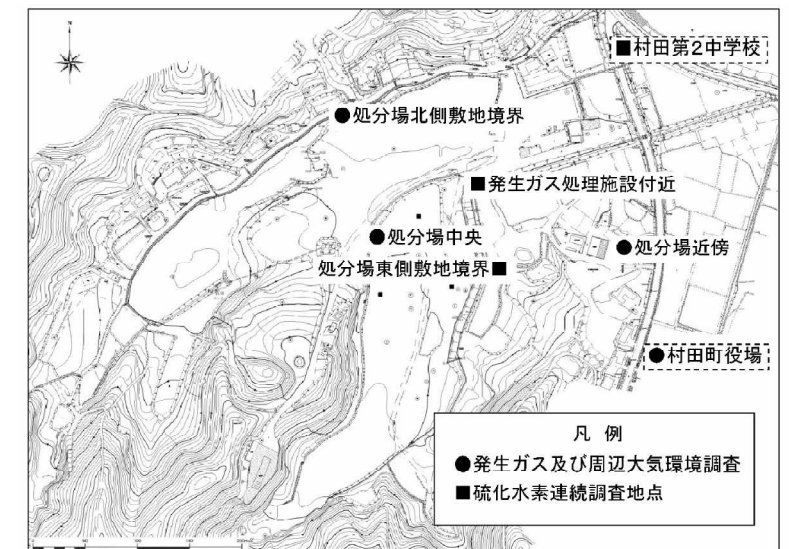 ■村田第2中学校
●処分場北側敷地境界
■発生ガス処理施設付近
●処分場中央
●処分場近傍
処分場東側敷地境界■
●村田町役場
凡 例
●発生ガス及び周辺大気環境調査
■硫化水素連続調査地点